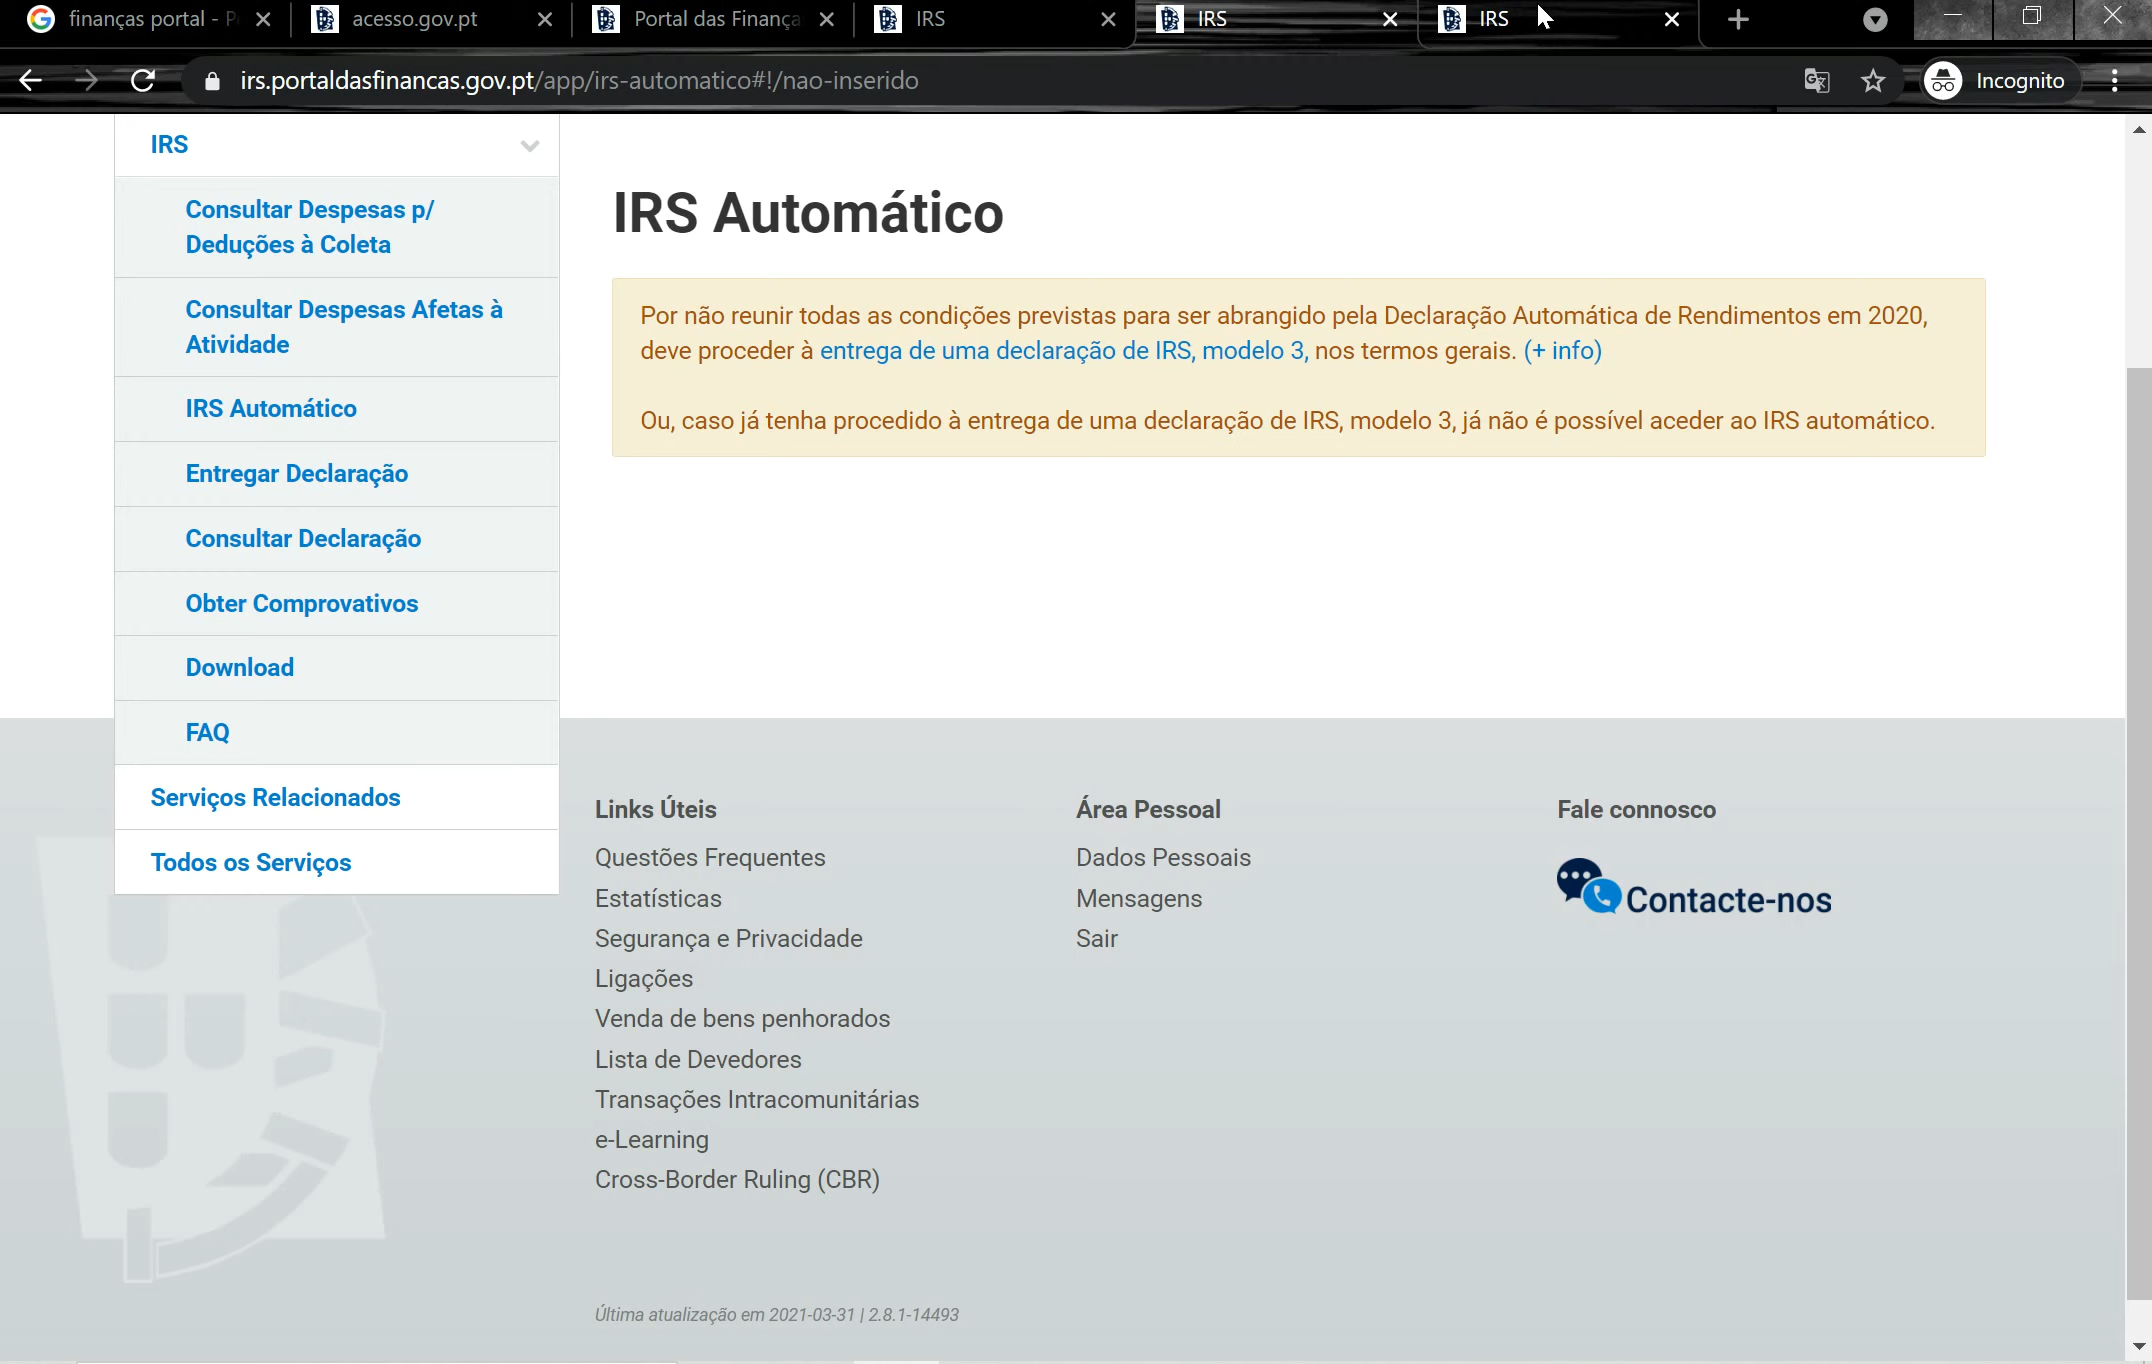 finanças portal - P
acesso.gov.pt
Portal das Finança
IRS
IRS
IRS
irs.portaldasfinancas.gov.pt/app/irs-automatico#!/nao-inserido
Incognito
IRS
Consultar Despesas p/
Deduções à Coleta
Consultar Despesas Afetas à
Atividade
IRS Automático
Entregar Declaração
Consultar Declaração
Obter Comprovativos
Download
FAQ
Serviços Relacionados
Todos os Serviços
IRS Automático
Por não reunir todas as condições previstas para ser abrangido pela Declaração Automática de Rendimentos em 2020,
deve proceder à entrega de uma declaração de IRS, modelo 3, nos termos gerais. (+ info)
Ou, caso já tenha procedido à entrega de uma declaração de IRS, modelo 3, já não é possível aceder ao IRS automático.
Links Úteis
Questões Frequentes
Estatísticas
Segurança e Privacidade
Ligações
Venda de bens penhorados
Lista de Devedores
Transações Intracomunitárias
e-Learning
Cross-Border Ruling (CBR)
Área Pessoal
Dados Pessoais
Mensagens
Sair
Fale connosco
Contacte-nos
Última atualização em 2021-03-31 | 2.8.1-14493